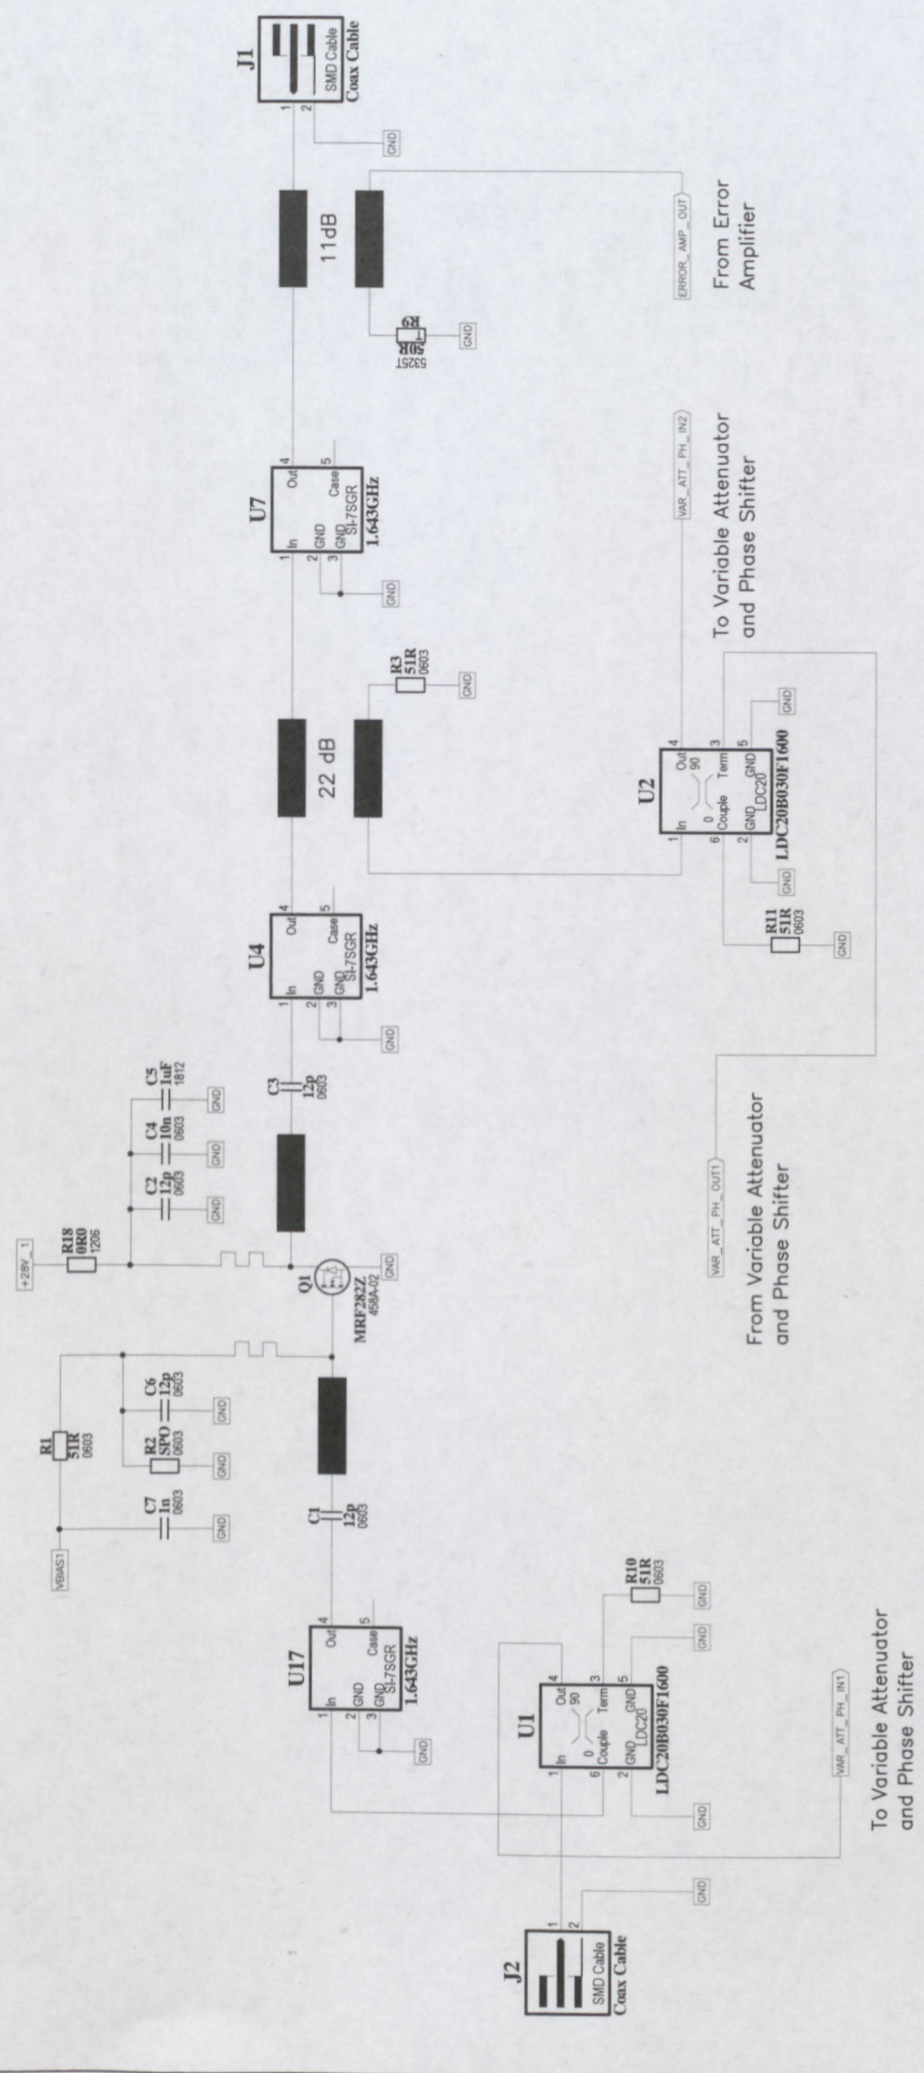 J1
1
2
SMD Cable
Coax Cable
GND
11dB
R9
50R
5325T
GND
ERROR_AMP_OUT
From Error
Amplifier
U7
1
In
2
GND
3
GND
4
Out
5
Case
SI-7SGR
1.643GHz
GND
22 dB
R3
51R
0603
GND
VAR_ATT_PH_IN2
To Variable Attenuator
and Phase Shifter
U2
1
In
6
Couple
2
GND
4
Out
3
Term
5
GND
0
90
LDC20
LDC20B030F1600
GND
GND
R11
51R
0603
GND
VAR_ATT_PH_OUT1
From Variable Attenuator
and Phase Shifter
U4
1
In
2
GND
3
GND
4
Out
5
Case
SI-7SGR
1.643GHz
GND
C3
12p
0603
+28V_1
R18
0R0
1206
C2
12p
0603
GND
C4
10n
0603
GND
C5
1uF
1812
GND
Q1
MRF282Z
458A-02
GND
VBIAS1
R1
51R
0603
C7
1n
0603
GND
R2
SPO
0603
GND
C6
12p
0603
GND
C1
12p
0603
U17
1
In
2
GND
3
GND
4
Out
5
Case
SI-7SGR
1.643GHz
GND
U1
1
In
6
Couple
2
GND
4
Out
3
Term
5
GND
0
90
LDC20
LDC20B030F1600
GND
GND
R10
51R
0603
GND
VAR_ATT_PH_IN1
To Variable Attenuator
and Phase Shifter
J2
1
2
SMD Cable
Coax Cable
GND